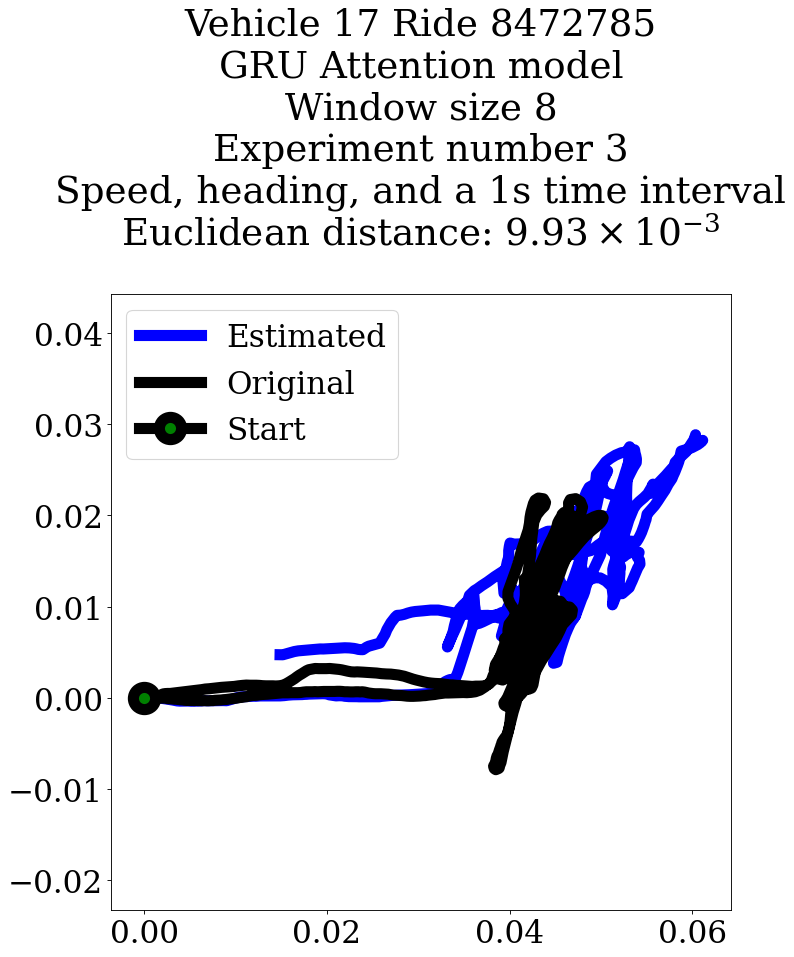 Vehicle 17 Ride 8472785
GRU Attention model
Window size 8
Experiment number 3
Speed, heading, and a 1s time interval
Euclidean distance: 9.93 × 10⁻³
Estimated
Original
Start
0.04
0.03
0.02
0.01
0.00
−0.01
−0.02
0.00 0.02 0.04 0.06